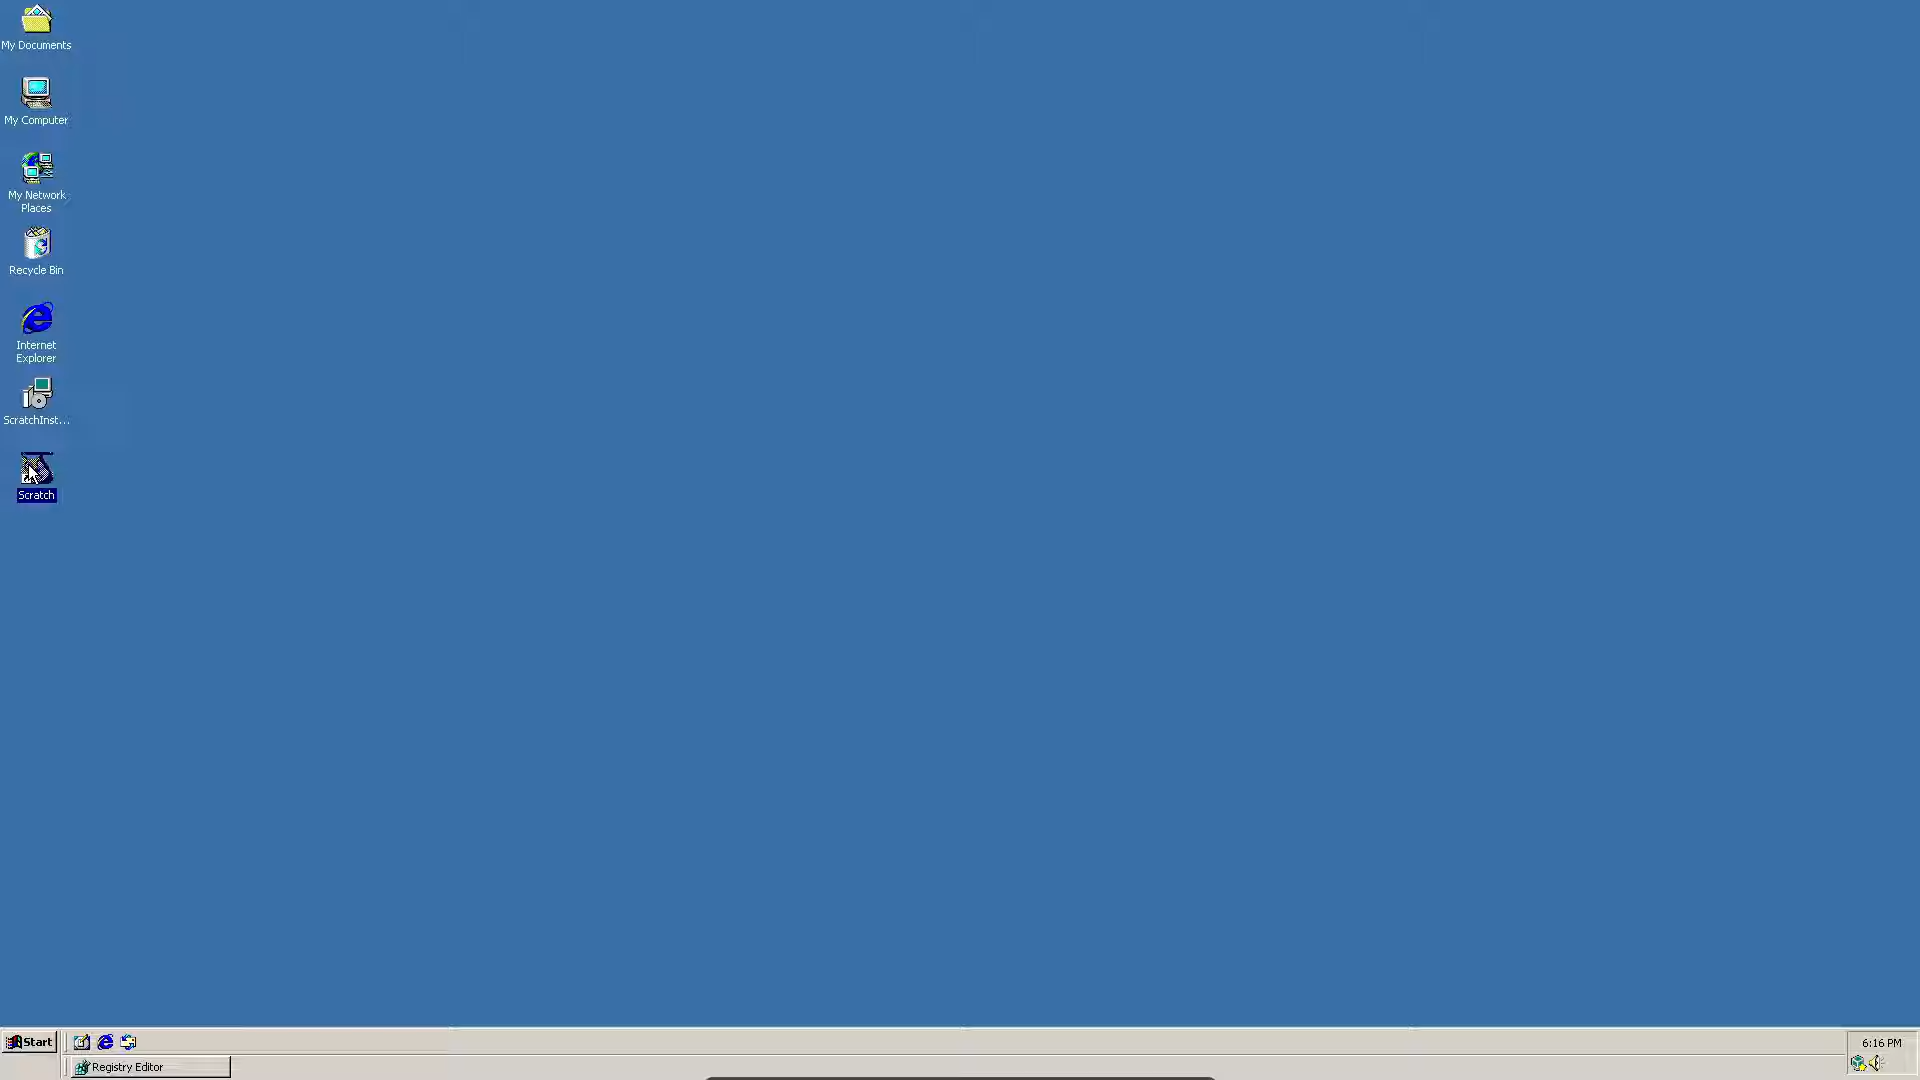 My Documents
My Computer
My Network
Places
Recycle Bin
Internet
Explorer
ScratchInst...
Scratch
Start
Registry Editor
6:16 PM